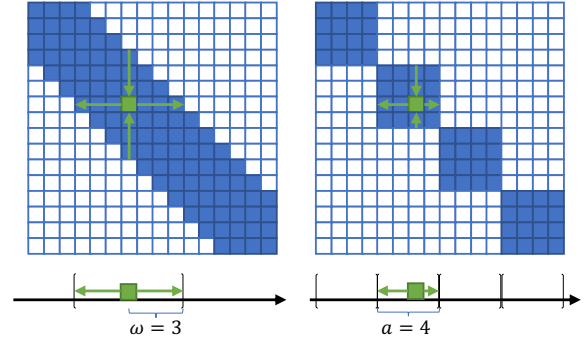 ω = 3
a = 4